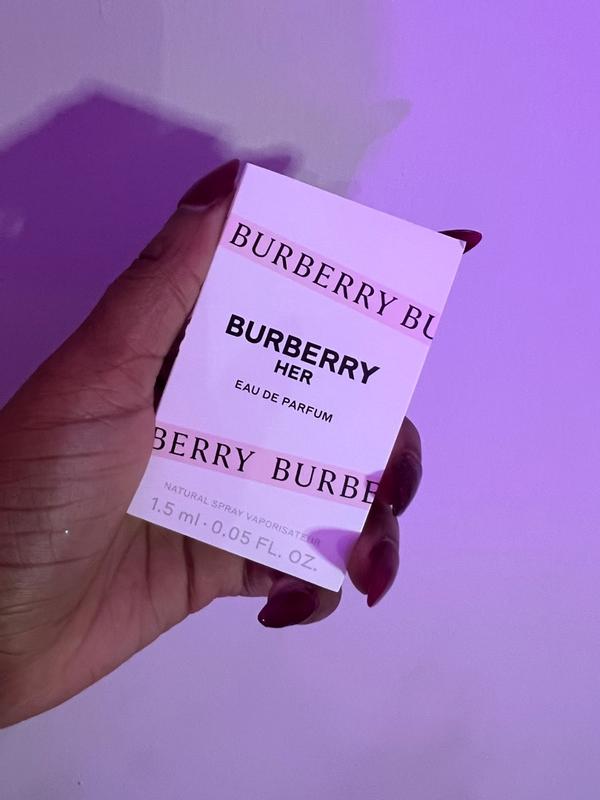 BURBERRY BU
BURBERRY
HER
EAU DE PARFUM
BERRY BURBE
NATURAL SPRAY VAPORISATEUR
1.5 ml · 0.05 FL. OZ.